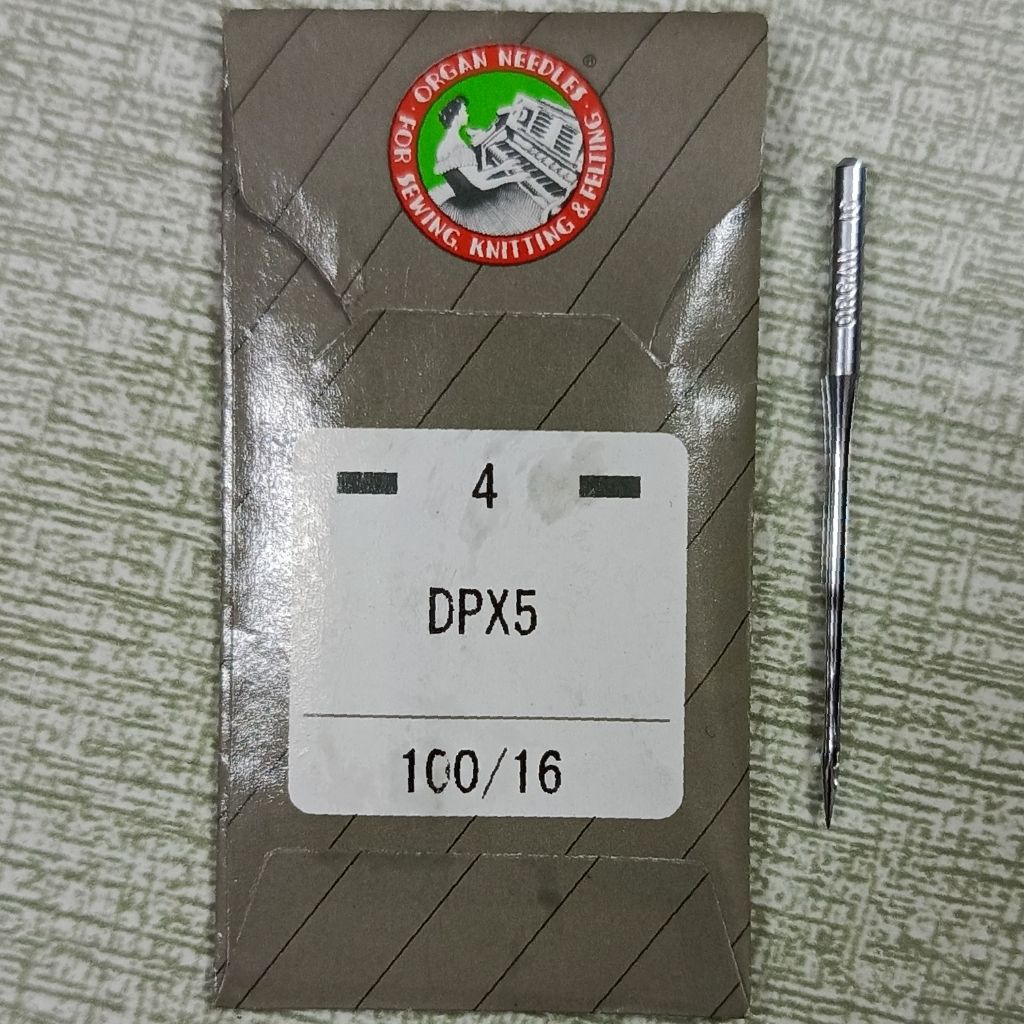 ORGAN NEEDLES
®
FOR SEWING, KNITTING & FELTING
4
DPX5
100/16
ORGAN